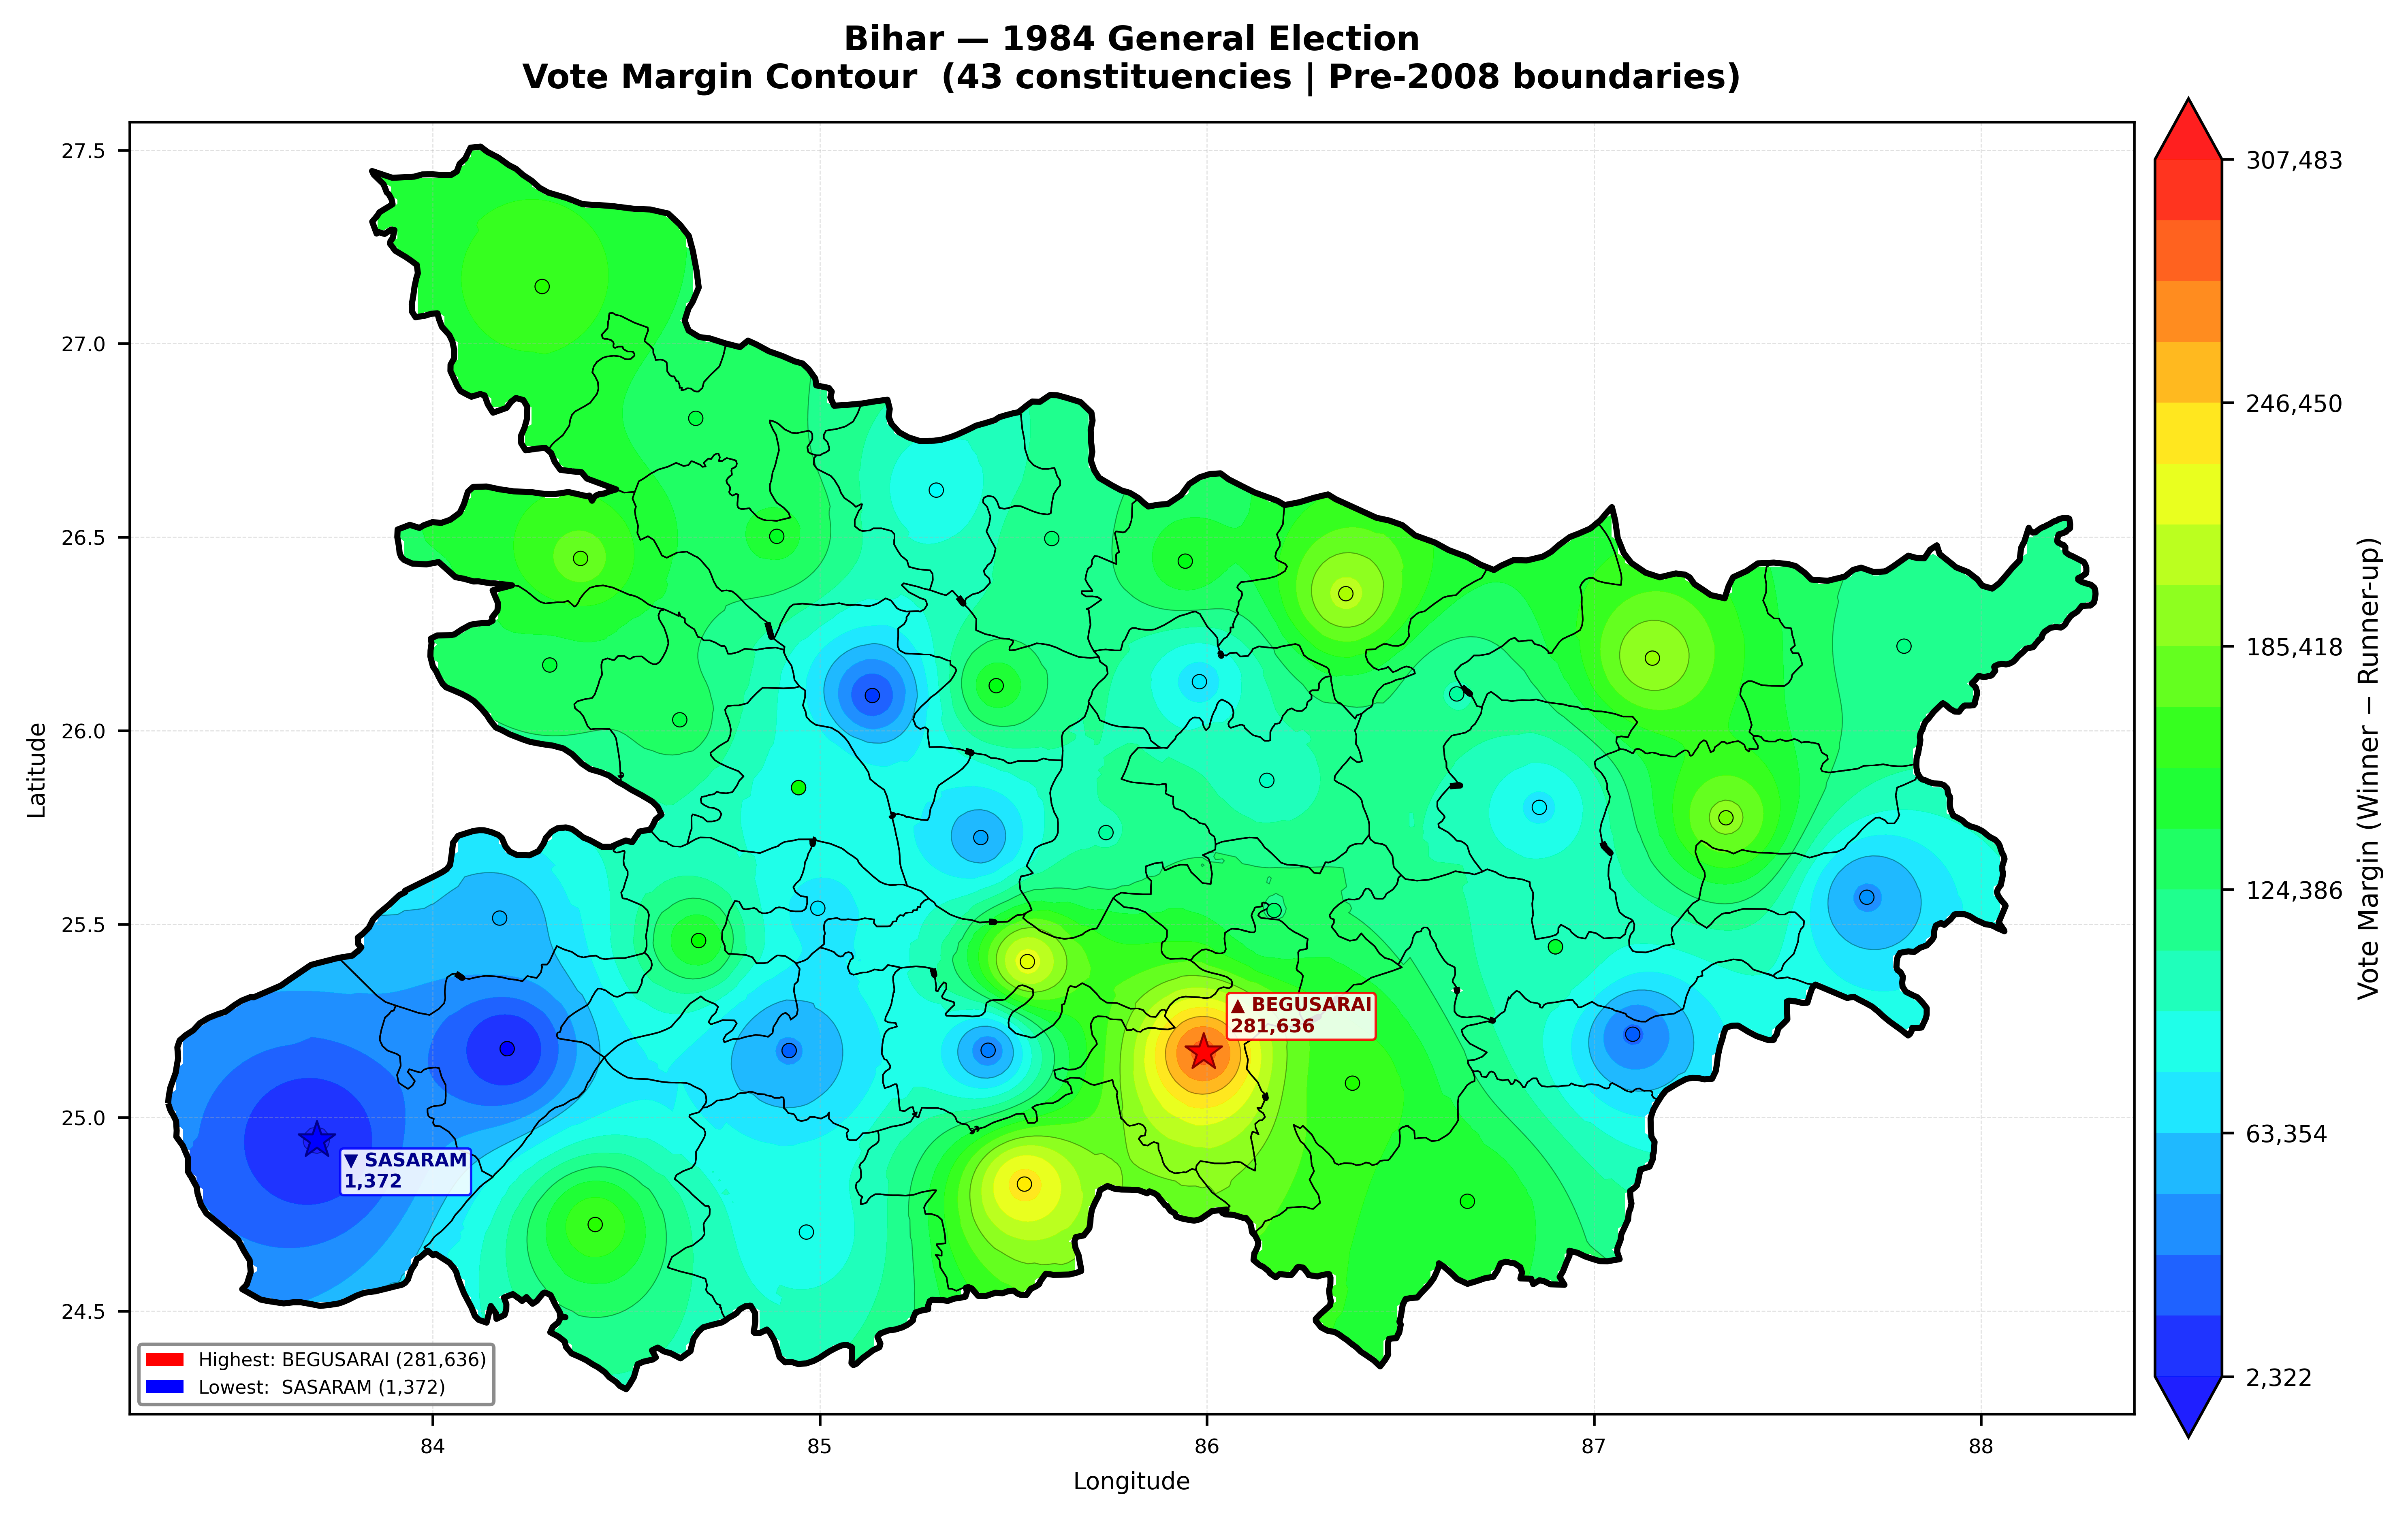 Bihar — 1984 General Election
Vote Margin Contour (43 constituencies | Pre-2008 boundaries)
27.5
27.0
26.5
26.0
25.5
25.0
24.5
Latitude
84
85
86
87
88
Longitude
▲ BEGUSARAI
281,636
▼ SASARAM
1,372
Highest: BEGUSARAI (281,636)
Lowest: SASARAM (1,372)
307,483
246,450
185,418
124,386
63,354
2,322
Vote Margin (Winner — Runner-up)